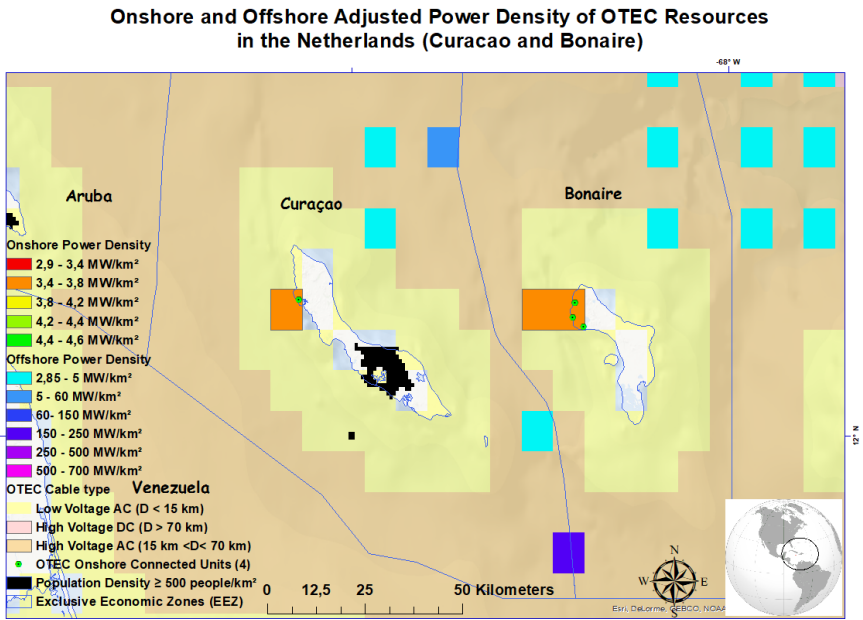 Onshore and Offshore Adjusted Power Density of OTEC Resources
in the Netherlands (Curacao and Bonaire)
-68° W
Aruba
Curaçao
Bonaire
Onshore Power Density
2,9 - 3,4 MW/km²
3,4 - 3,8 MW/km²
3,8 - 4,2 MW/km²
4,2 - 4,4 MW/km²
4,4 - 4,6 MW/km²
Offshore Power Density
2,85 - 5 MW/km²
5 - 60 MW/km²
60- 150 MW/km²
150 - 250 MW/km²
250 - 500 MW/km²
500 - 700 MW/km²
12° N
OTEC Cable type
Venezuela
Low Voltage AC (D < 15 km)
High Voltage DC (D > 70 km)
High Voltage AC (15 km <D< 70 km)
OTEC Onshore Connected Units (4)
Population Density ≥ 500 people/km²
Exclusive Economic Zones (EEZ)
0 12,5 25 50 Kilometers
N
W E
S
Esri, DeLorme, GEBCO, NOAA